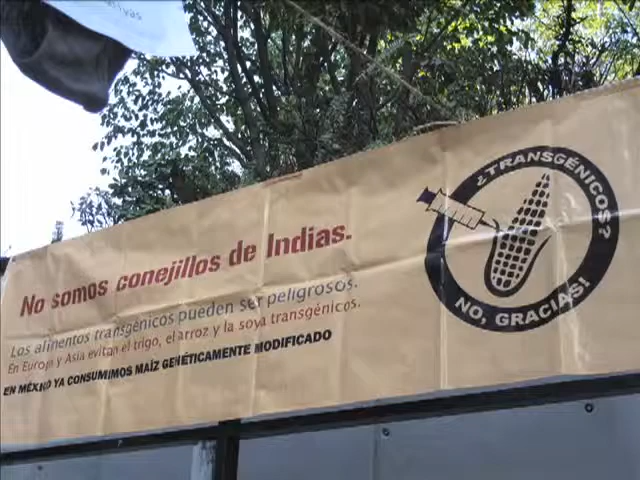 No somos conejillos de Indias.
Los alimentos transgénicos pueden ser peligrosos.
En Europa y Asia evitan el trigo, el arroz y la soya transgénicos.
EN MÉXICO YA CONSUMIMOS MAÍZ GENÉTICAMENTE MODIFICADO
¿TRANSGÉNICOS?
NO, GRACIAS!